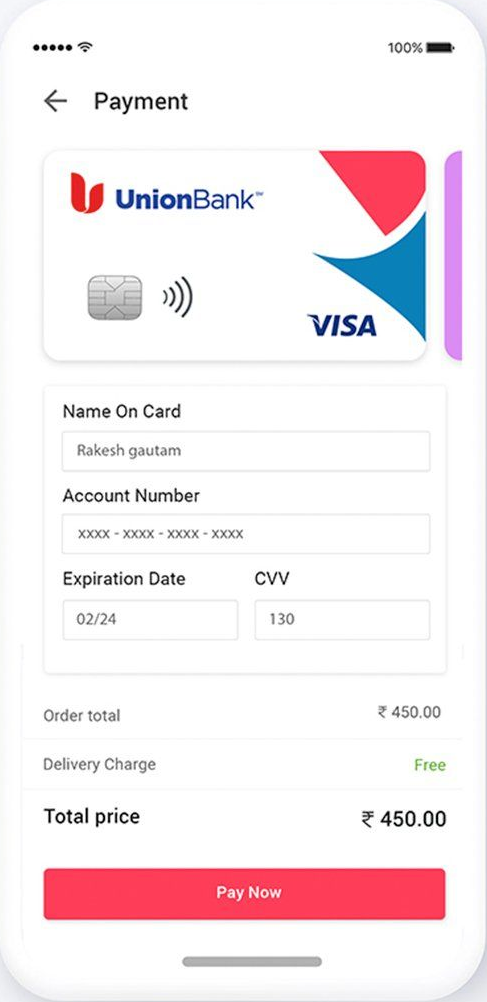 100%
Payment
UnionBank℠
VISA
Name On Card
Rakesh gautam
Account Number
xxxx - xxxx - xxxx - xxxx
Expiration Date CVV
02/24 130
Order total ₹ 450.00
Delivery Charge Free
Total price ₹ 450.00
Pay Now